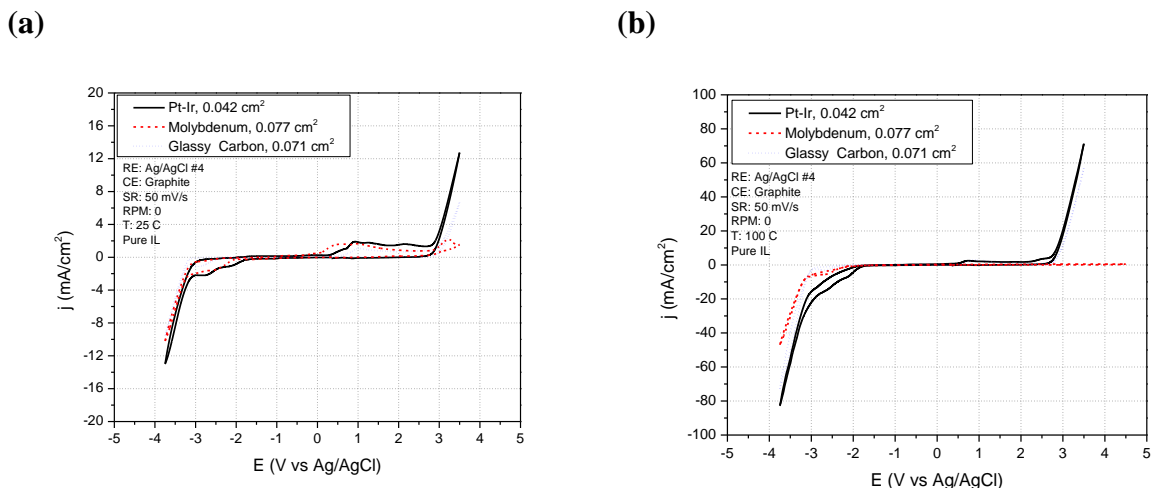 (a)
(b)
20
16
12
8
4
0
-4
-8
-12
-16
-20
j (mA/cm²)
Pt-Ir, 0.042 cm²
Molybdenum, 0.077 cm²
Glassy Carbon, 0.071 cm²
RE: Ag/AgCl #4
CE: Graphite
SR: 50 mV/s
RPM: 0
T: 25 C
Pure IL
-5 -4 -3 -2 -1 0 1 2 3 4 5
E (V vs Ag/AgCl)
100
80
60
40
20
0
-20
-40
-60
-80
-100
j (mA/cm²)
Pt-Ir, 0.042 cm²
Molybdenum, 0.077 cm²
Glassy Carbon, 0.071 cm²
RE: Ag/AgCl #4
CE: Graphite
SR: 50 mV/s
RPM: 0
T: 100 C
Pure IL
-5 -4 -3 -2 -1 0 1 2 3 4 5
E (V vs Ag/AgCl)